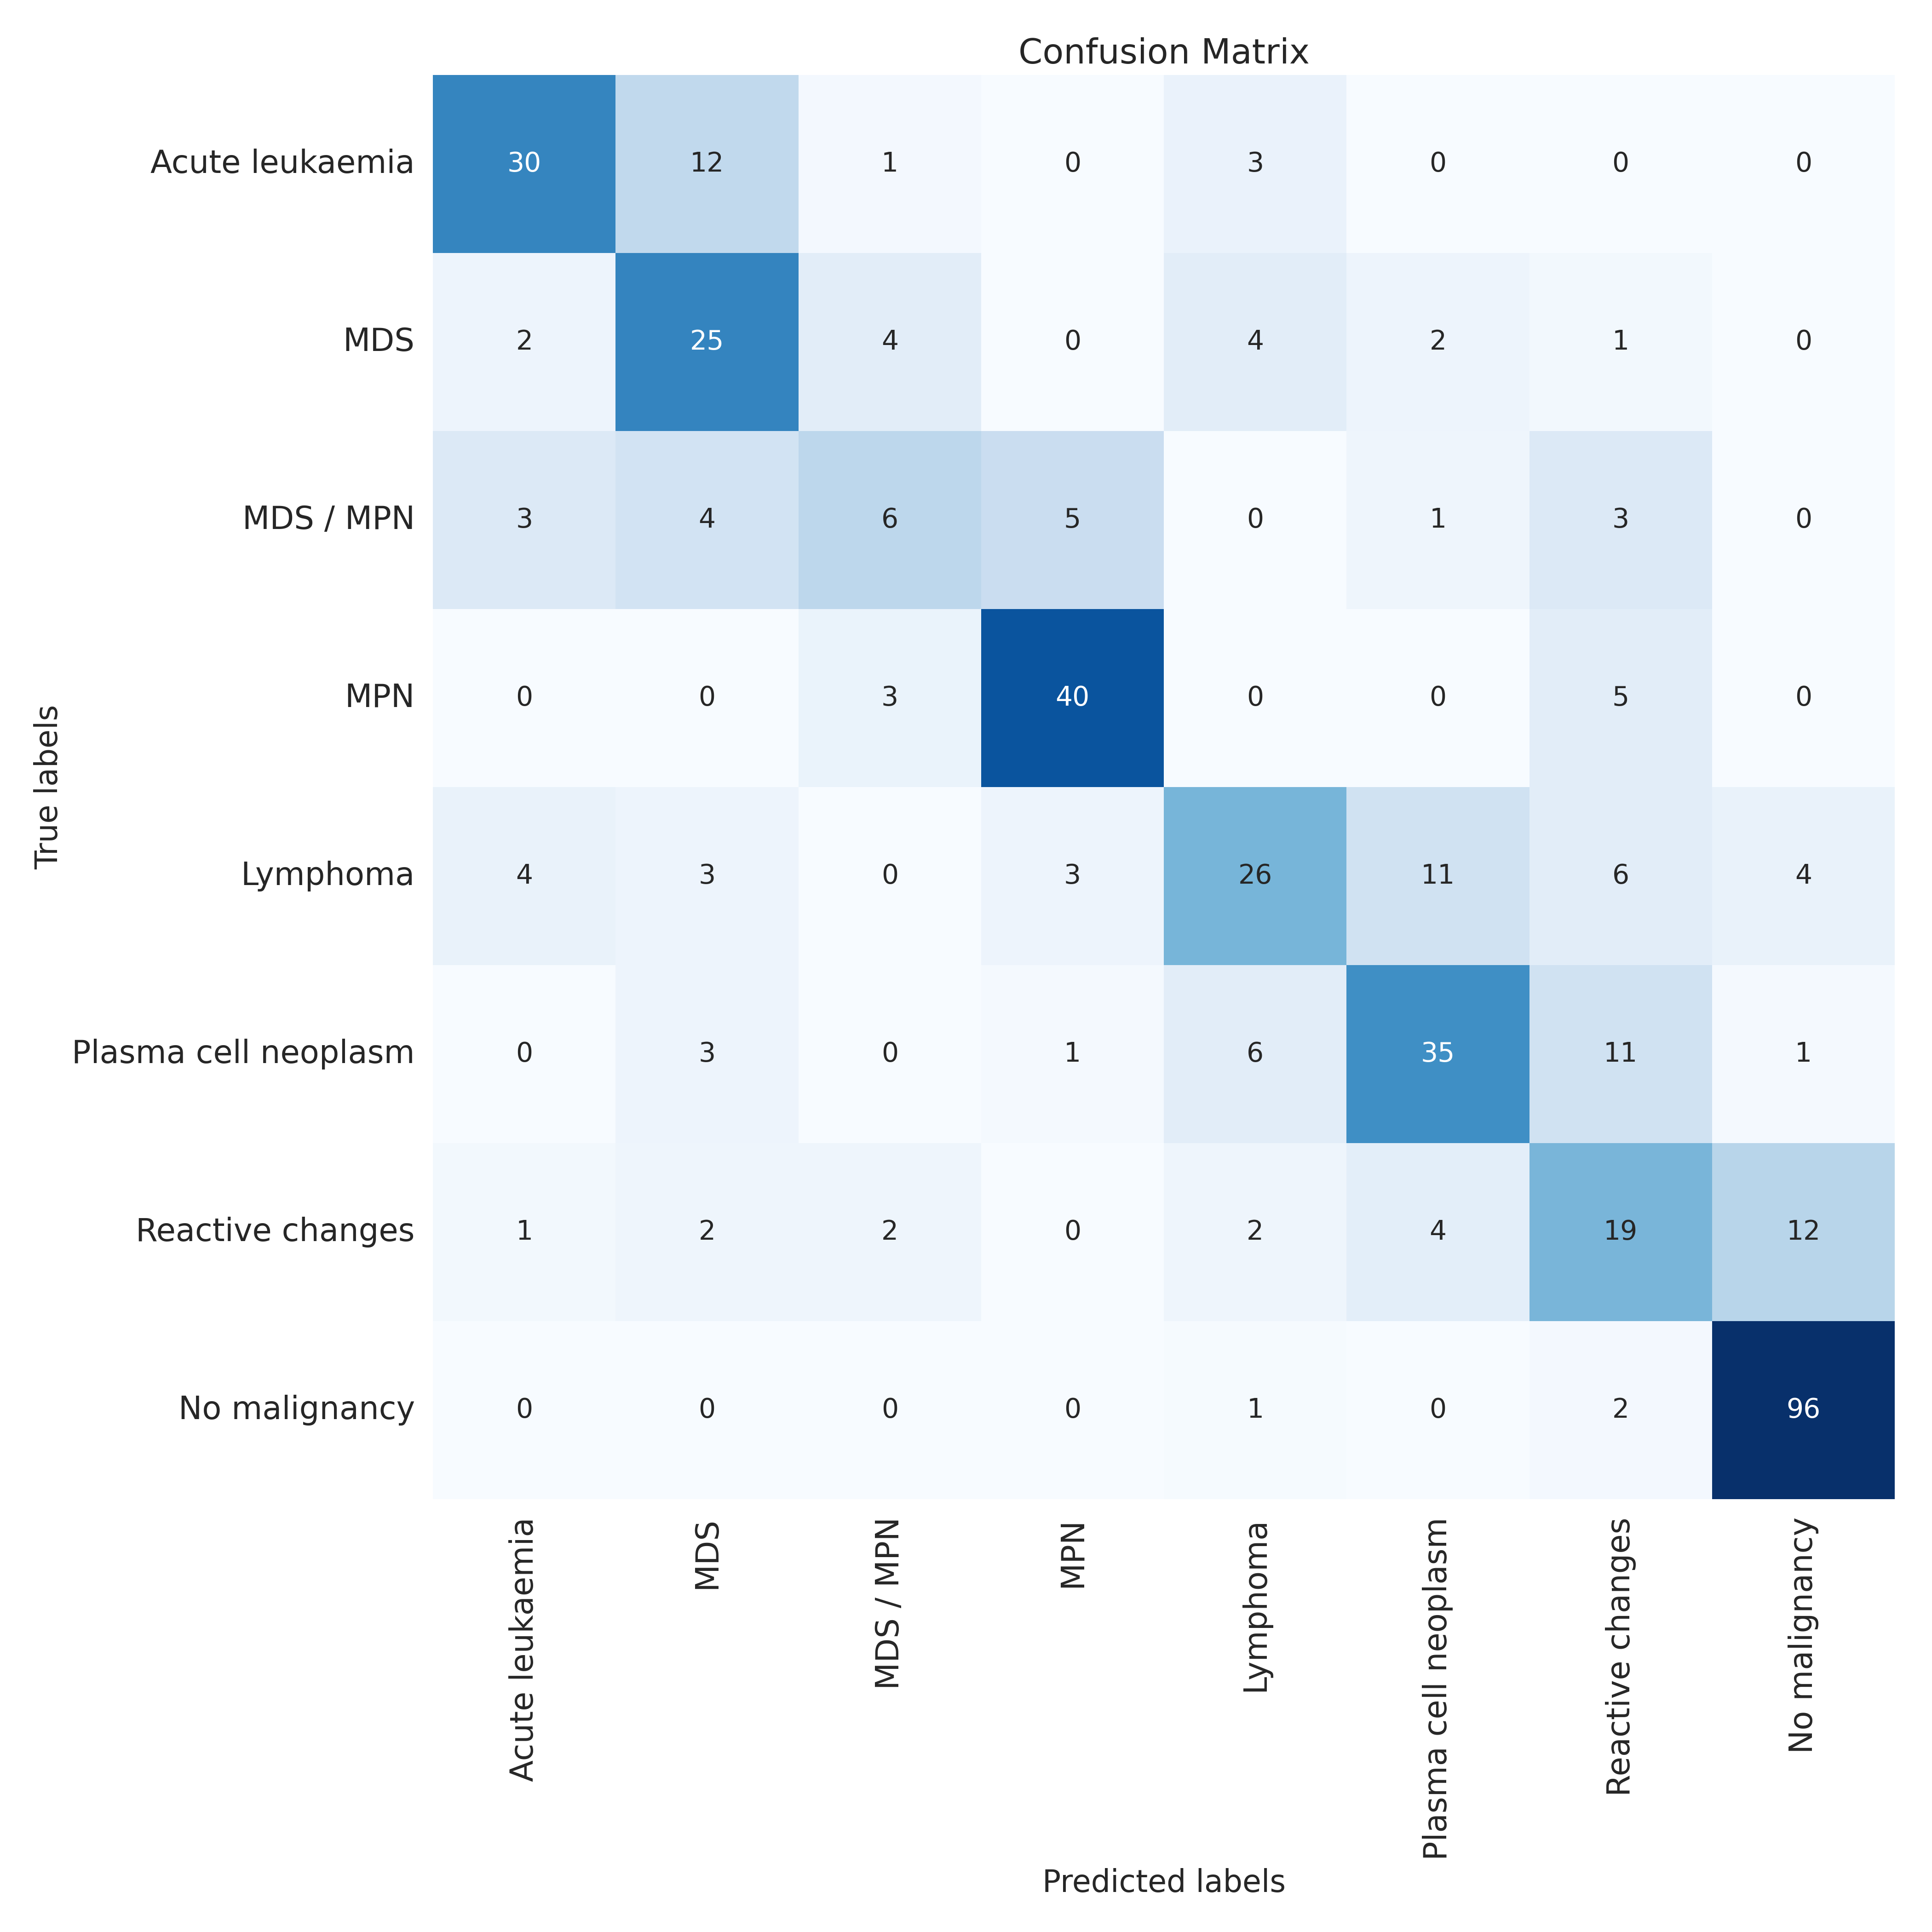 Confusion Matrix
Acute leukaemia 30 12 1 0 3 0 0 0
MDS 2 25 4 0 4 2 1 0
MDS / MPN 3 4 6 5 0 1 3 0
MPN 0 0 3 40 0 0 5 0
Lymphoma 4 3 0 3 26 11 6 4
Plasma cell neoplasm 0 3 0 1 6 35 11 1
Reactive changes 1 2 2 0 2 4 19 12
No malignancy 0 0 0 0 1 0 2 96
True labels
Acute leukaemia
MDS
MDS / MPN
MPN
Lymphoma
Plasma cell neoplasm
Reactive changes
No malignancy
Predicted labels